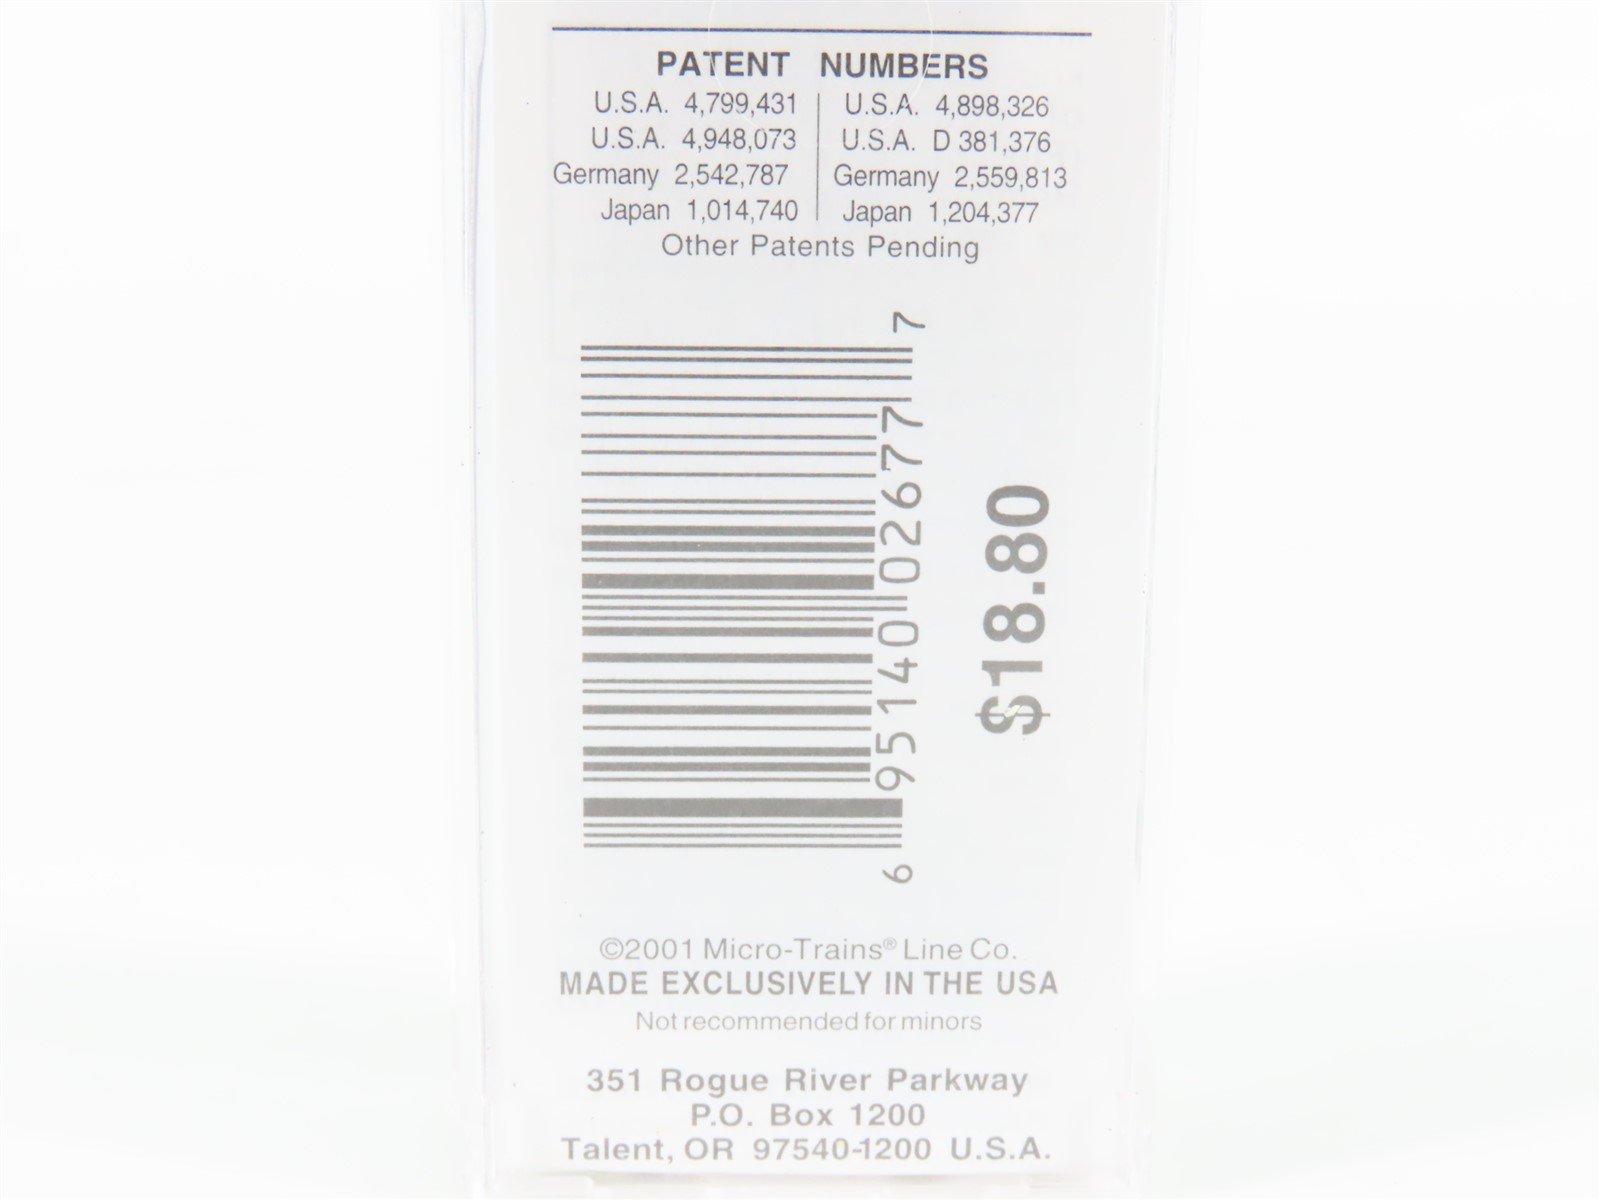 PATENT NUMBERS
U.S.A. 4,799,431 | U.S.A. 4,898,326
U.S.A. 4,948,073 | U.S.A. D 381,376
Germany 2,542,787 | Germany 2,559,813
Japan 1,014,740 | Japan 1,204,377
Other Patents Pending
6 95140 02677 7
$18.80
©2001 Micro-Trains® Line Co.
MADE EXCLUSIVELY IN THE USA
Not recommended for minors
351 Rogue River Parkway
P.O. Box 1200
Talent, OR 97540-1200 U.S.A.